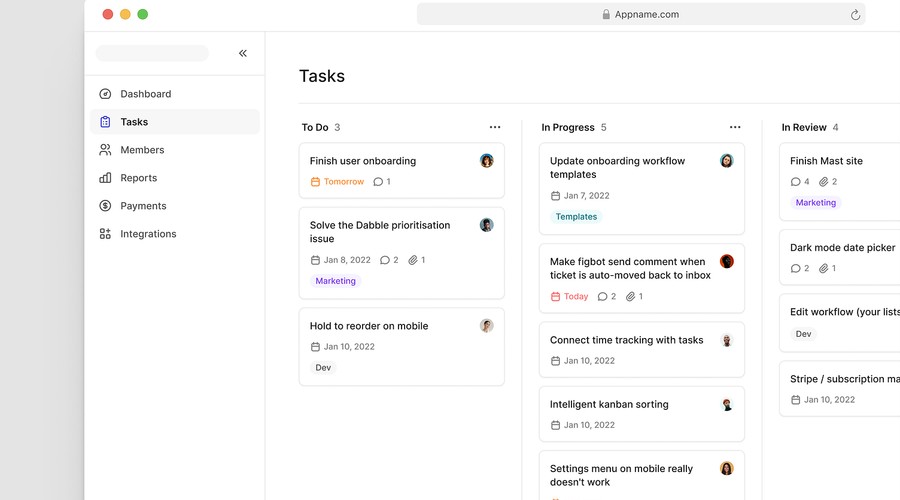 Appname.com
Dashboard
Tasks
Members
Reports
Payments
Integrations
Tasks
To Do 3
Finish user onboarding
Tomorrow 1
Solve the Dabble prioritisation
issue
Jan 8, 2022 2 1
Marketing
Hold to reorder on mobile
Jan 10, 2022
Dev
In Progress 5
Update onboarding workflow
templates
Jan 7, 2022
Templates
Make figbot send comment when
ticket is auto-moved back to inbox
Today 2 1
Connect time tracking with tasks
Jan 10, 2022
Intelligent kanban sorting
Jan 10, 2022
Settings menu on mobile really
doesn't work
In Review 4
Finish Mast site
4 2
Marketing
Dark mode date picker
2 1
Edit workflow (your lists
Dev
Stripe / subscription ma
Jan 10, 2022